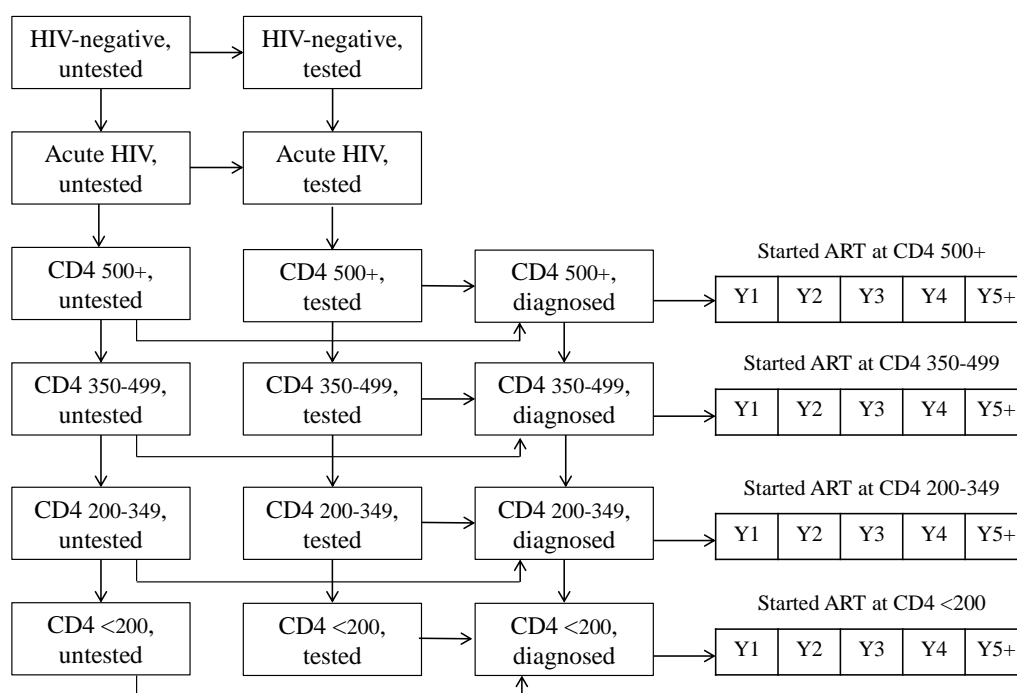 HIV-negative,
untested
HIV-negative,
tested
Acute HIV,
untested
Acute HIV,
tested
CD4 500+,
untested
CD4 500+,
tested
CD4 500+,
diagnosed
Started ART at CD4 500+
Y1 Y2 Y3 Y4 Y5+
CD4 350-499,
untested
CD4 350-499,
tested
CD4 350-499,
diagnosed
Started ART at CD4 350-499
Y1 Y2 Y3 Y4 Y5+
CD4 200-349,
untested
CD4 200-349,
tested
CD4 200-349,
diagnosed
Started ART at CD4 200-349
Y1 Y2 Y3 Y4 Y5+
CD4 <200,
untested
CD4 <200,
tested
CD4 <200,
diagnosed
Started ART at CD4 <200
Y1 Y2 Y3 Y4 Y5+